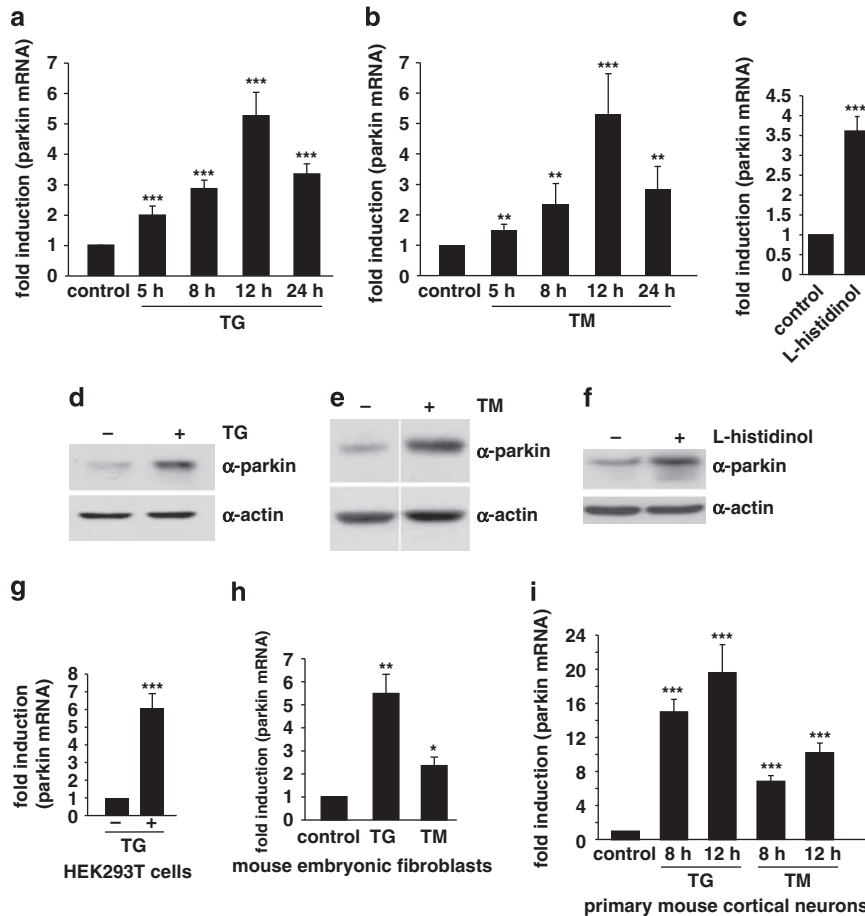 a
fold induction (parkin mRNA)
7
6
5
4
3
2
1
0
***
***
***
***
control 5 h 8 h 12 h 24 h
TG
b
fold induction (parkin mRNA)
7
6
5
4
3
2
1
0
**
**
***
**
control 5 h 8 h 12 h 24 h
TM
c
fold induction (parkin mRNA)
4.5
4
3.5
3
2.5
2
1.5
1
0.5
***
control
L-histidinol
d
– + TG
α-parkin
α-actin
e
– + TM
α-parkin
α-actin
f
– + L-histidinol
α-parkin
α-actin
g
fold induction
(parkin mRNA)
8
7
6
5
4
3
2
1
0
***
– +
TG
HEK293T cells
h
fold induction (parkin mRNA)
7
6
5
4
3
2
1
0
**
*
control TG TM
mouse embryonic fibroblasts
i
fold induction (parkin mRNA)
24
20
16
12
8
4
0
***
***
***
***
control 8 h 12 h 8 h 12 h
TG TM
primary mouse cortical neurons